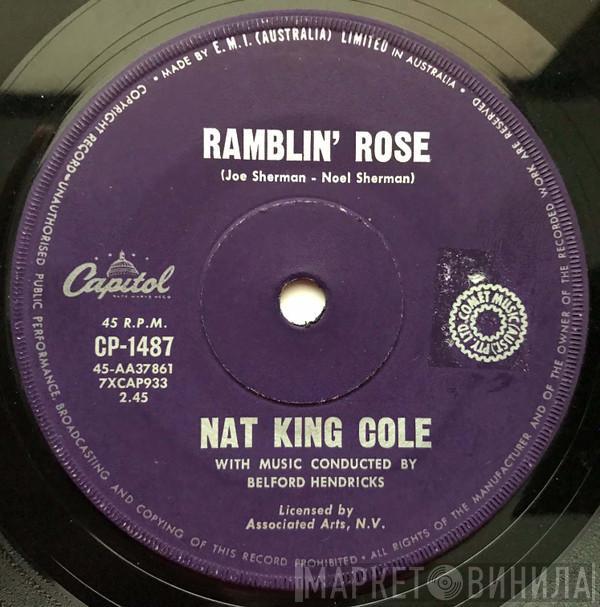 COPYRIGHT RECORD—UNAUTHORISED PUBLIC PERFORMANCE, BROADCASTING AND COPYING OF THIS RECORD PROHIBITED • ALL RIGHTS OF THE MANUFACTURER AND OF THE OWNER OF THE RECORDED WORK ARE RESERVED
• MADE BY E.M.I. (AUSTRALIA) LIMITED IN AUSTRALIA •
RAMBLIN' ROSE
(Joe Sherman - Noel Sherman)
Capitol
45 R.P.M.
CP-1487
45-AA37861
7XCAP933
2.45
KOMET MUSIC (AUST.) PTY. LTD.
NAT KING COLE
WITH MUSIC CONDUCTED BY
BELFORD HENDRICKS
Licensed by
Associated Arts, N.V.
МАРКЕТ ВИНИЛА